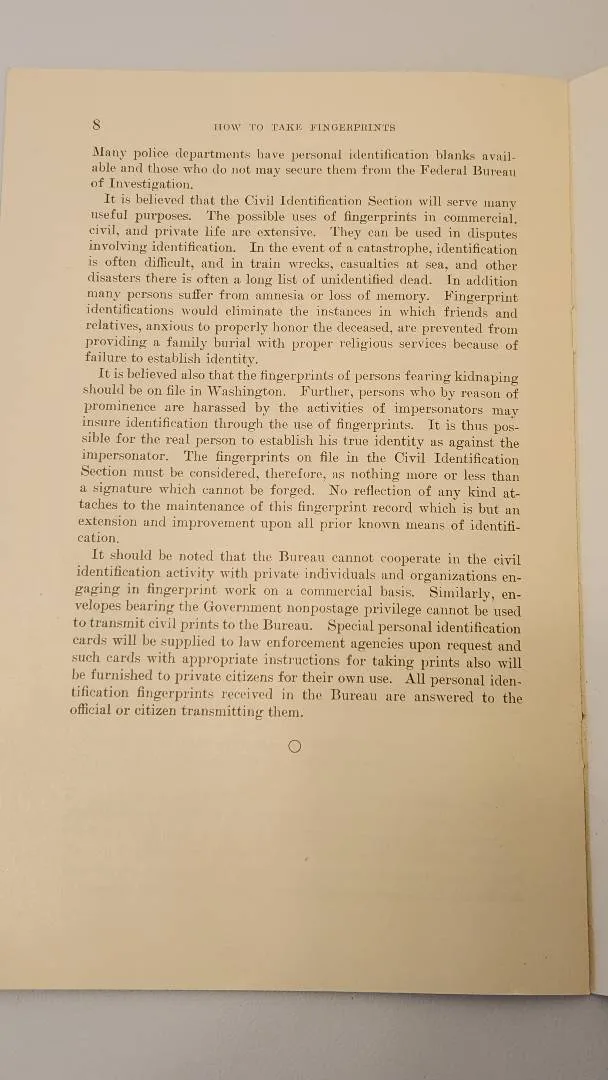 8
HOW TO TAKE FINGERPRINTS
Many police departments have personal identification blanks avail-
able and those who do not may secure them from the Federal Bureau
of Investigation.
It is believed that the Civil Identification Section will serve many
useful purposes. The possible uses of fingerprints in commercial,
civil, and private life are extensive. They can be used in disputes
involving identification. In the event of a catastrophe, identification
is often difficult, and in train wrecks, casualties at sea, and other
disasters there is often a long list of unidentified dead. In addition
many persons suffer from amnesia or loss of memory. Fingerprint
identifications would eliminate the instances in which friends and
relatives, anxious to properly honor the deceased, are prevented from
providing a family burial with proper religious services because of
failure to establish identity.
It is believed also that the fingerprints of persons fearing kidnaping
should be on file in Washington. Further, persons who by reason of
prominence are harassed by the activities of impersonators may
insure identification through the use of fingerprints. It is thus pos-
sible for the real person to establish his true identity as against the
impersonator. The fingerprints on file in the Civil Identification
Section must be considered, therefore, as nothing more or less than
a signature which cannot be forged. No reflection of any kind at-
taches to the maintenance of this fingerprint record which is but an
extension and improvement upon all prior known means of identifi-
cation.
It should be noted that the Bureau cannot cooperate in the civil
identification activity with private individuals and organizations en-
gaging in fingerprint work on a commercial basis. Similarly, en-
velopes bearing the Government nonpostage privilege cannot be used
to transmit civil prints to the Bureau. Special personal identification
cards will be supplied to law enforcement agencies upon request and
such cards with appropriate instructions for taking prints also will
be furnished to private citizens for their own use. All personal iden-
tification fingerprints received in the Bureau are answered to the
official or citizen transmitting them.